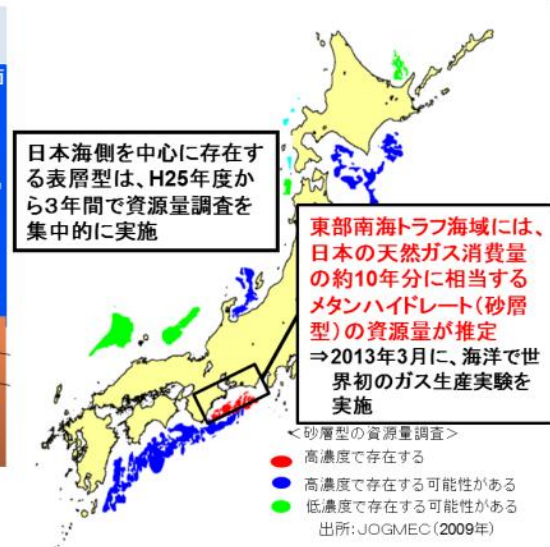 日本海側を中心に存在す
る表層型は、H25年度か
ら3年間で資源量調査を
集中的に実施
東部南海トラフ海域には、
日本の天然ガス消費量
の約10年分に相当する
メタンハイドレート(砂層
型)の資源量が推定
⇒2013年3月に、海洋で世
界初のガス生産実験を
実施
<砂層型の資源量調査>
高濃度で存在する
高濃度で存在する可能性がある
低濃度で存在する可能性がある
出所:JOGMEC(2009年)